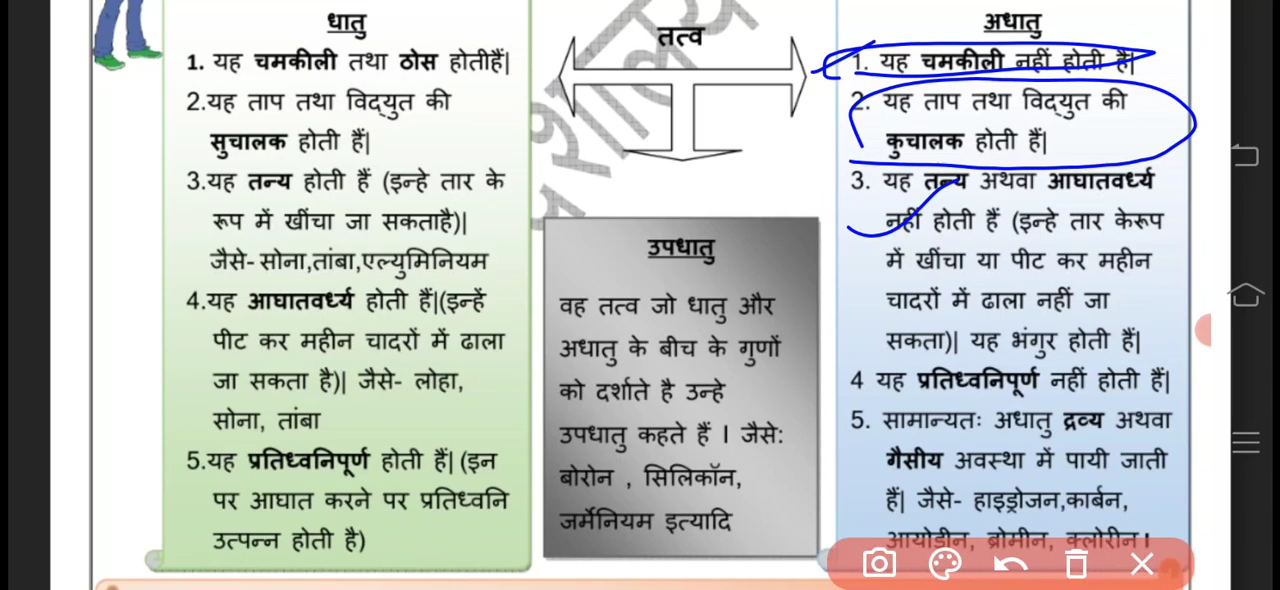 धातु
1. यह चमकीली तथा ठोस होतीहैं|
2.यह ताप तथा विद्युत की
सुचालक होती हैं|
3.यह तन्य होती हैं (इन्हे तार के
रूप में खींचा जा सकताहै)|
जैसे- सोना,तांबा,एल्युमिनियम
4.यह आघातवर्ध्य होती हैं|(इन्हें
पीट कर महीन चादरों में ढाला
जा सकता है)| जैसे- लोहा,
सोना, तांबा
5.यह प्रतिध्वनिपूर्ण होती हैं| (इन
पर आघात करने पर प्रतिध्वनि
उत्पन्न होती है)
तत्व
उपधातु
वह तत्व जो धातु और
अधातु के बीच के गुणों
को दर्शाते है उन्हे
उपधातु कहते हैं । जैसे:
बोरोन , सिलिकॉन,
जर्मेनियम इत्यादि
अधातु
1. यह चमकीली नहीं होती हैं|
2. यह ताप तथा विद्युत की
कुचालक होती हैं|
3. यह तन्य अथवा आघातवर्ध्य
नहीं होती हैं (इन्हे तार केरूप
में खींचा या पीट कर महीन
चादरों में ढाला नहीं जा
सकता)| यह भंगुर होती हैं|
4 यह प्रतिध्वनिपूर्ण नहीं होती हैं|
5. सामान्यतः अधातु द्रव्य अथवा
गैसीय अवस्था में पायी जाती
हैं| जैसे- हाइड्रोजन,कार्बन,
आयोडीन, ब्रोमीन, क्लोरीन ।